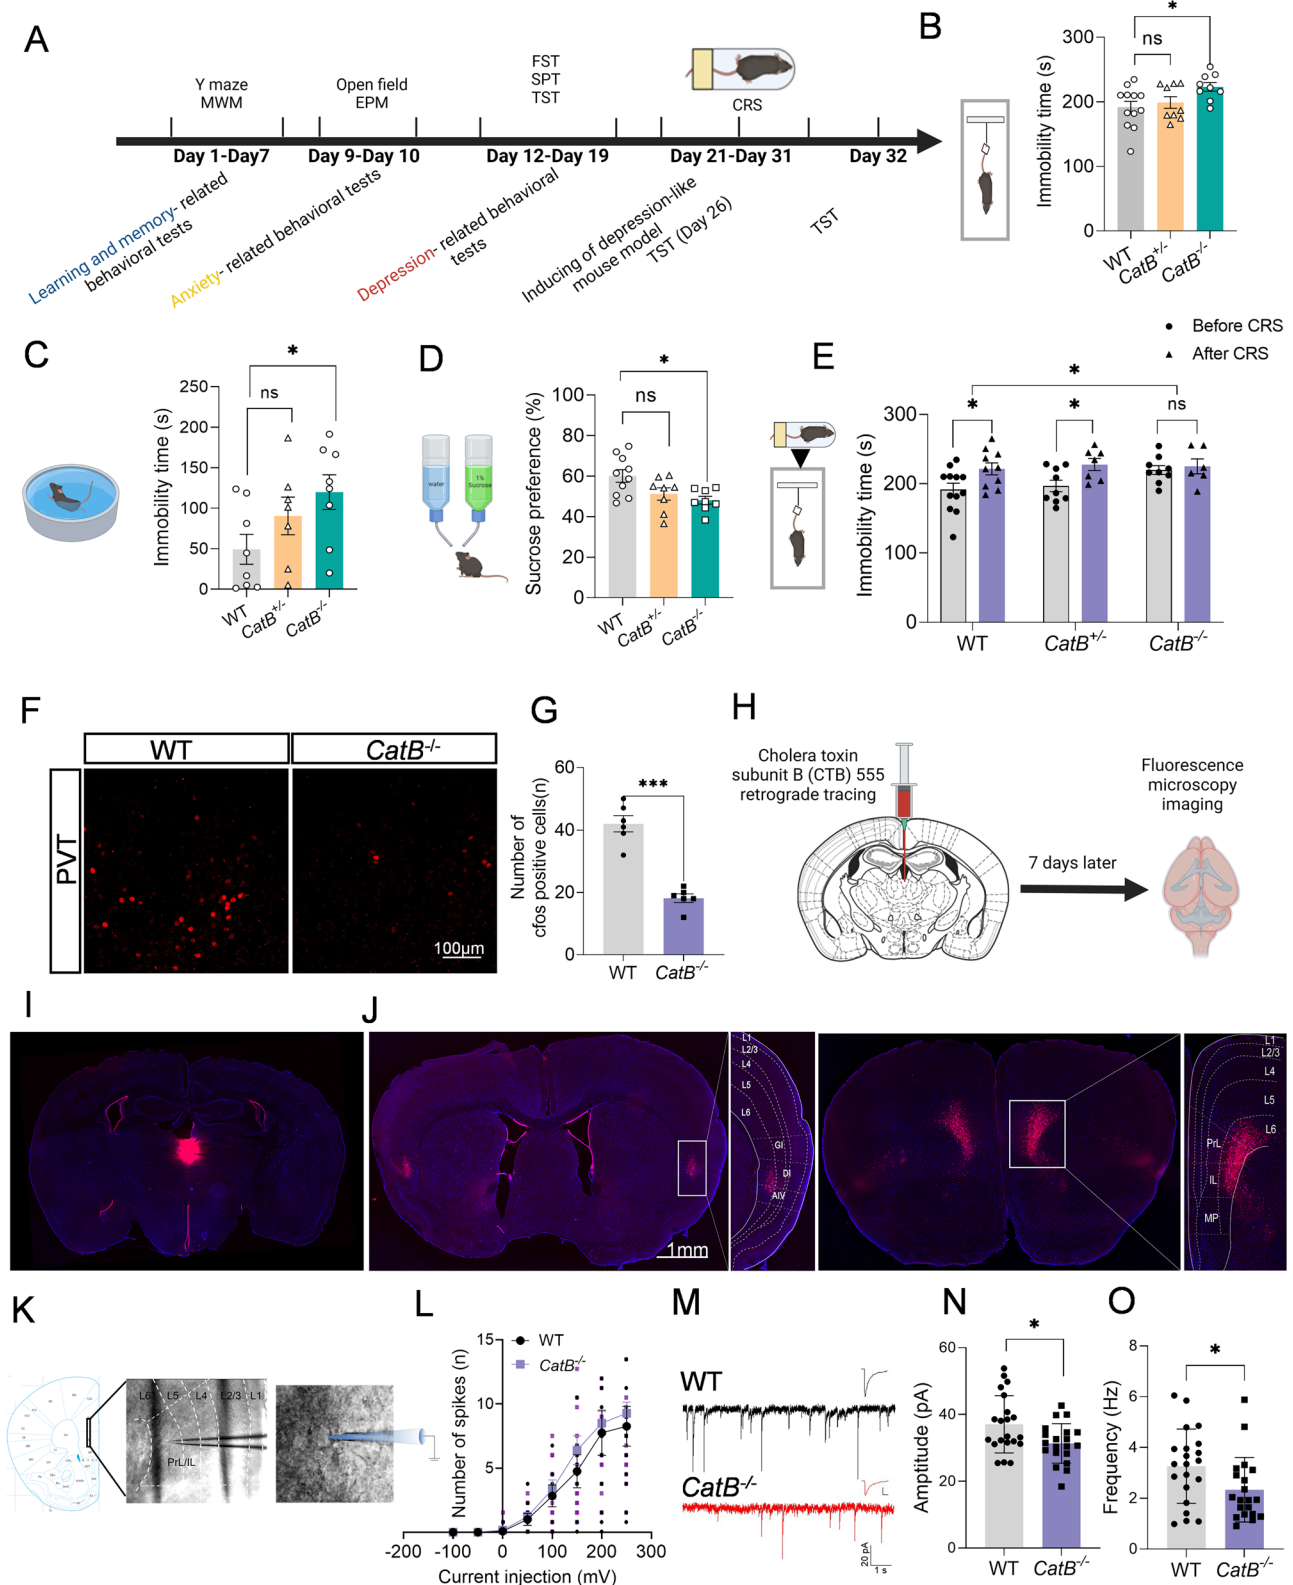 A
Y maze
MWM
Open field
EPM
FST
SPT
TST
CRS
Day 1-Day7
Day 9-Day 10
Day 12-Day 19
Day 21-Day 31
Day 32
Learning and memory- related
behavioral tests
Anxiety- related behavioral tests
Depression- related behavioral
tests
Inducing of depression-like
mouse model
TST (Day 26)
TST
B
Immobility time (s)
300
200
100
0
ns
*
WT
CatB+/-
CatB-/-
C
Immobility time (s)
250
200
150
100
50
0
ns
*
WT
CatB+/-
CatB-/-
D
water
1%
Sucrose
Sucrose preference (%)
100
80
60
40
20
0
ns
*
WT
CatB+/-
CatB-/-
Before CRS
After CRS
E
Immobility time (s)
300
200
100
0
*
*
*
ns
WT
CatB+/-
CatB-/-
F
WT
CatB-/-
PVT
100μm
G
Number of
cfos positive cells(n)
60
40
20
0
***
WT
CatB-/-
H
Cholera toxin
subunit B (CTB) 555
retrograde tracing
7 days later
Fluorescence
microscopy
imaging
I
J
1mm
L1
L2/3
L4
L5
L6
GI
DI
AIV
L1
L2/3
L4
L5
L6
PrL
IL
MP
K
L6
L5
L4
L2/3
L1
PrL/IL
L
Number of spikes (n)
15
10
5
WT
CatB-/-
-200
-100
0
100
200
300
Current injection (mV)
M
WT
CatB-/-
20 pA
1 s
N
Amptitude (pA)
60
40
20
0
*
WT
CatB-/-
O
Frequency (Hz)
8
6
4
2
0
*
WT
CatB-/-